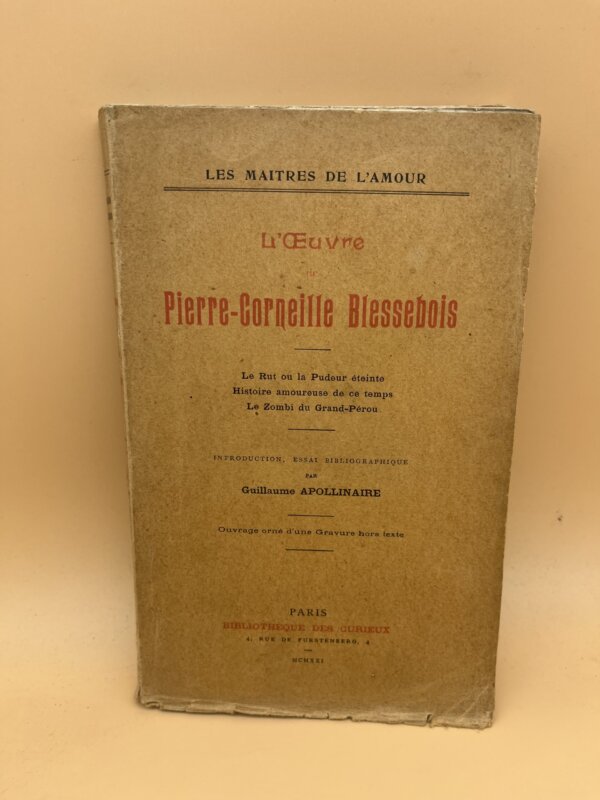 LES MAITRES DE L'AMOUR
L'Œuvre
de
Pierre-Corneille Blessebois
Le Rut ou la Pudeur éteinte
Histoire amoureuse de ce temps
Le Zombi du Grand-Pérou
INTRODUCTION, ESSAI BIBLIOGRAPHIQUE
PAR
Guillaume APOLLINAIRE
Ouvrage orné d'une Gravure hors texte
PARIS
BIBLIOTHÈQUE DES CURIEUX
4, RUE DE FURSTENBERG, 4
MCMXXI